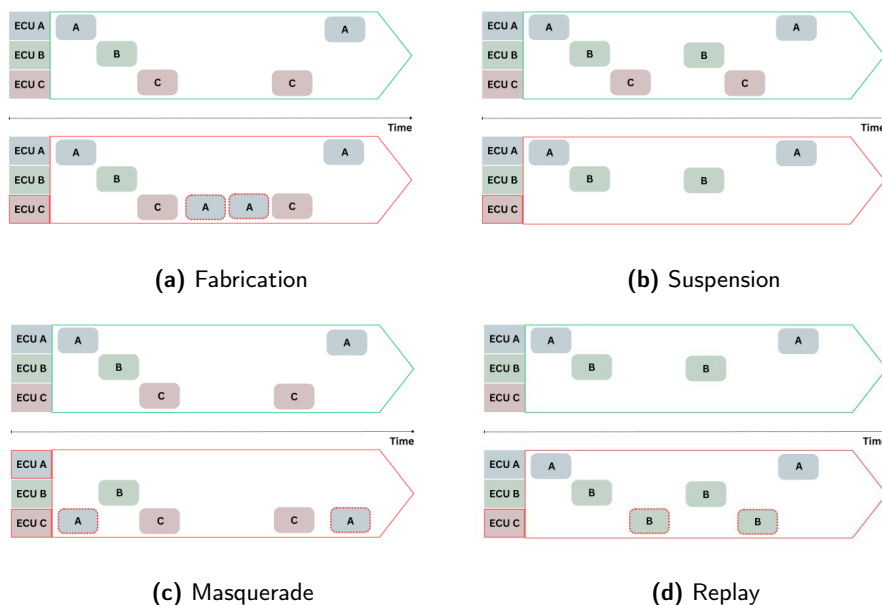 ECU A A A
ECU B B
ECU C C C
Time
ECU A A A
ECU B B
ECU C C A A C
(a) Fabrication
ECU A A A
ECU B B B
ECU C C C
Time
ECU A A A
ECU B B B
ECU C
(b) Suspension
ECU A A A
ECU B B
ECU C C C
Time
ECU A
ECU B B
ECU C A C C A
(c) Masquerade
ECU A A A
ECU B B B
ECU C
Time
ECU A A A
ECU B B B
ECU C B B
(d) Replay